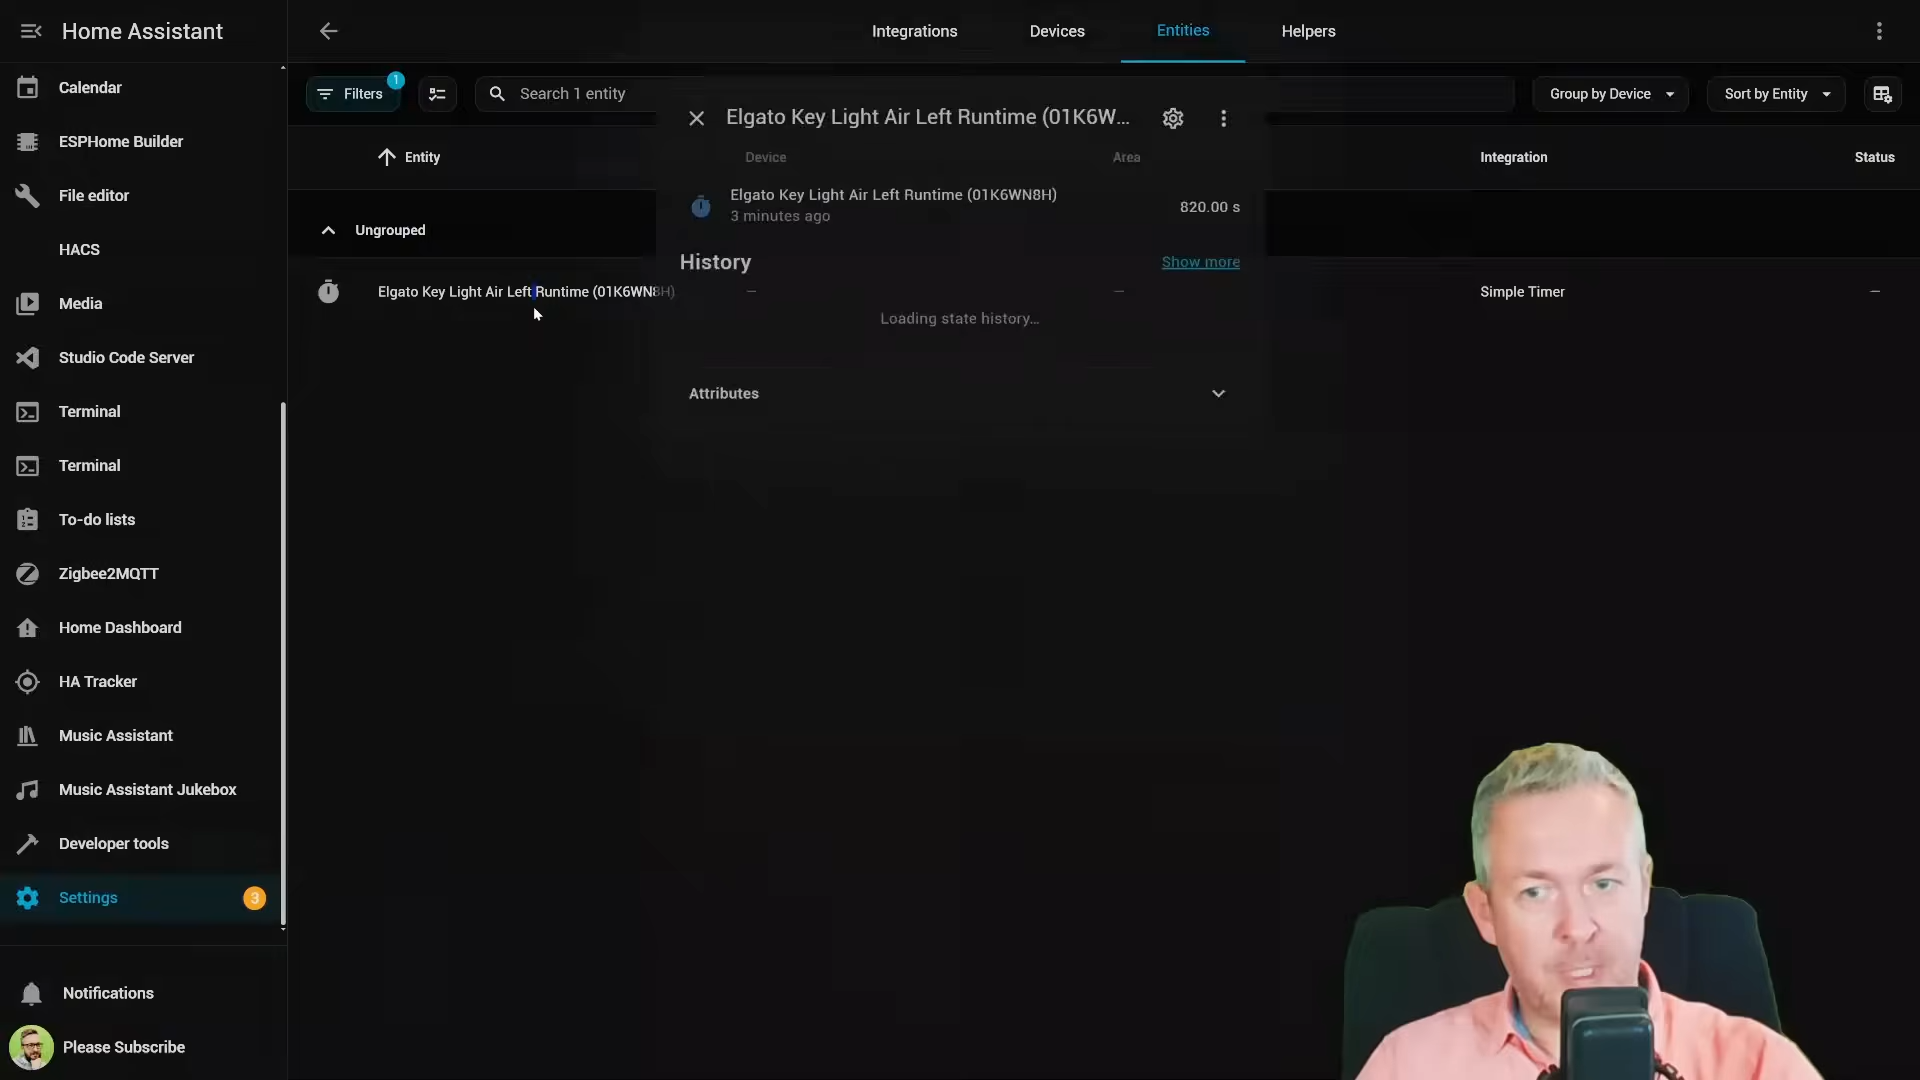 Home Assistant
Calendar
ESPHome Builder
File editor
HACS
Media
Studio Code Server
Terminal
Terminal
To-do lists
Zigbee2MQTT
Home Dashboard
HA Tracker
Music Assistant
Music Assistant Jukebox
Developer tools
Settings 3
Notifications
Please Subscribe
Integrations Devices Entities Helpers
Filters 1 Search 1 entity Group by Device Sort by Entity
Entity Integration Status
Ungrouped
Elgato Key Light Air Left Runtime (01K6WN8H) — — Simple Timer —
Elgato Key Light Air Left Runtime (01K6W...
Device Area
Elgato Key Light Air Left Runtime (01K6WN8H) 820.00 s
3 minutes ago
History Show more
Loading state history...
Attributes